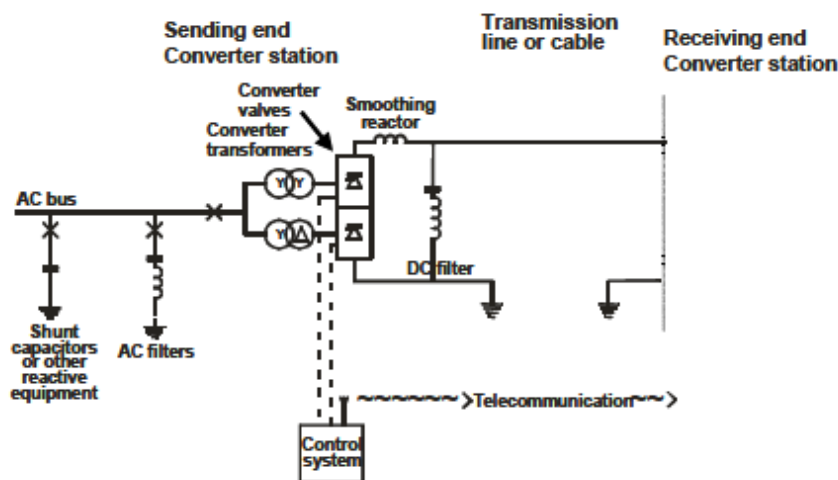 Sending end
Converter station
Transmission
line or cable
Receiving end
Converter station
Converter
valves
Converter
transformers
Smoothing
reactor
AC bus
Y Y
Y Δ
DC filter
Shunt
capacitors
or other
reactive
equipment
AC filters
~~~~~~>Telecommunication~~>
Control
system